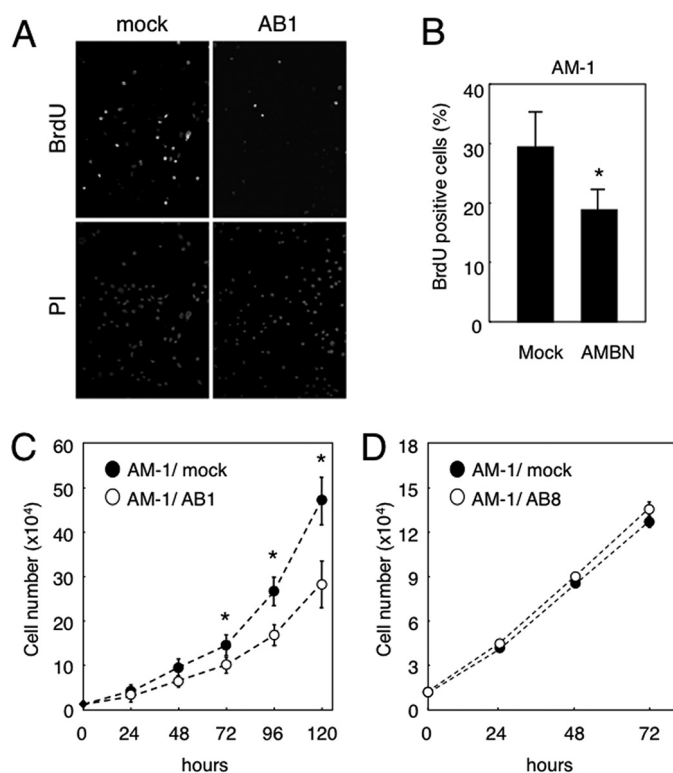 A
mock
AB1
BrdU
PI
B
AM-1
BrdU positive cells (%)
40
30
20
10
0
*
Mock
AMBN
C
Cell number (x10⁴)
60
50
40
30
20
10
0
AM-1/ mock
AM-1/ AB1
*
*
*
0
24
48
72
96
120
hours
D
Cell number (x10⁴)
18
15
12
9
6
3
0
AM-1/ mock
AM-1/ AB8
0
24
48
72
hours